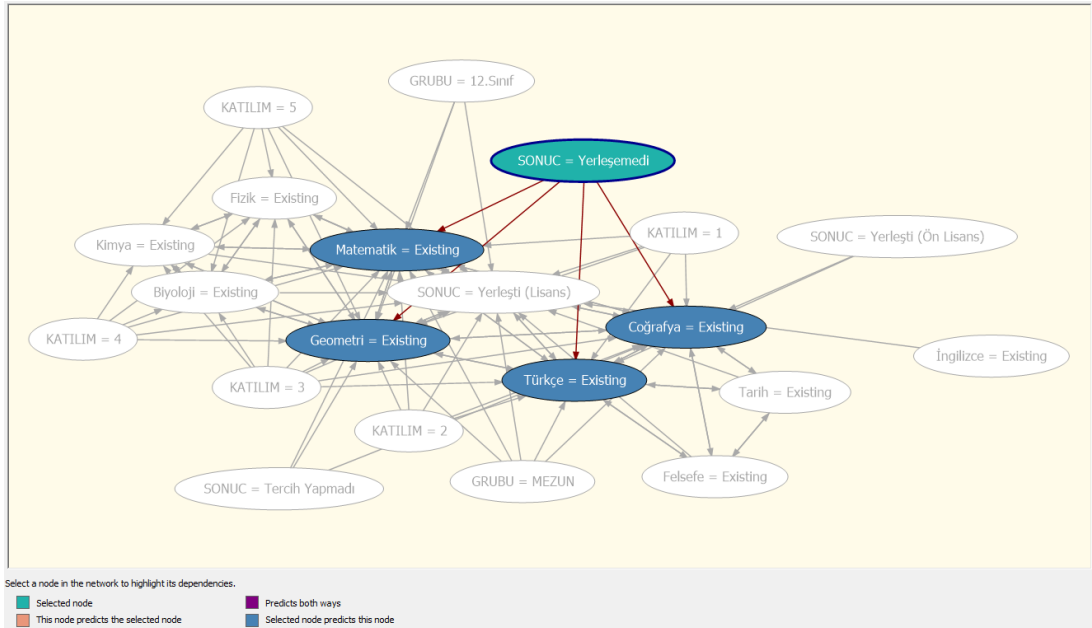 GRUBU = 12.Sınıf
KATILIM = 5
SONUC = Yerleşemedi
Fizik = Existing
KATILIM = 1
SONUC = Yerleşti (Ön Lisans)
Kimya = Existing
Matematik = Existing
Biyoloji = Existing
SONUC = Yerleşti (Lisans)
Coğrafya = Existing
KATILIM = 4
Geometri = Existing
İngilizce = Existing
KATILIM = 3
Türkçe = Existing
Tarih = Existing
KATILIM = 2
Felsefe = Existing
GRUBU = MEZUN
SONUC = Tercih Yapmadı
Select a node in the network to highlight its dependencies.
Selected node
Predicts both ways
This node predicts the selected node
Selected node predicts this node